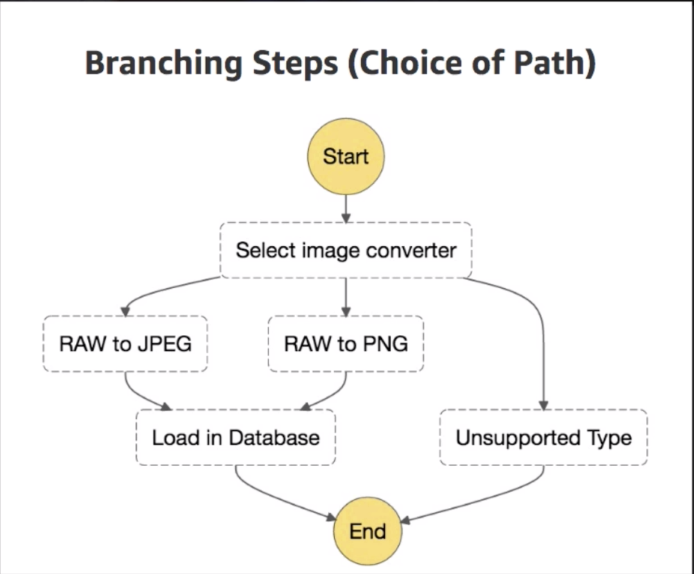 Branching Steps (Choice of Path)
Start
Select image converter
RAW to JPEG
RAW to PNG
Load in Database
Unsupported Type
End